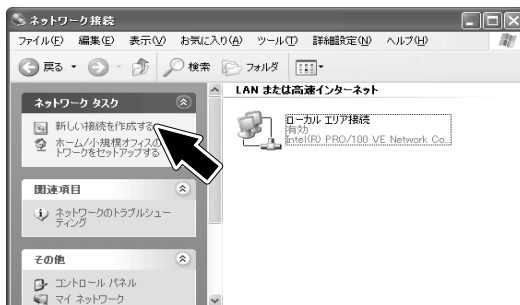 ネットワーク接続
ファイル(F) 編集(E) 表示(V) お気に入り(A) ツール(T) 詳細設定(N) ヘルプ(H)
戻る 検索 フォルダ
ネットワーク タスク
新しい接続を作成する
ホーム/小規模オフィスの
トワークをセットアップする
関連項目
ネットワークのトラブルシュー
ティング
その他
コントロール パネル
マイ ネットワーク
LAN または高速インターネット
ローカル エリア接続
有効
Intel(R) PRO/100 VE Network Co...